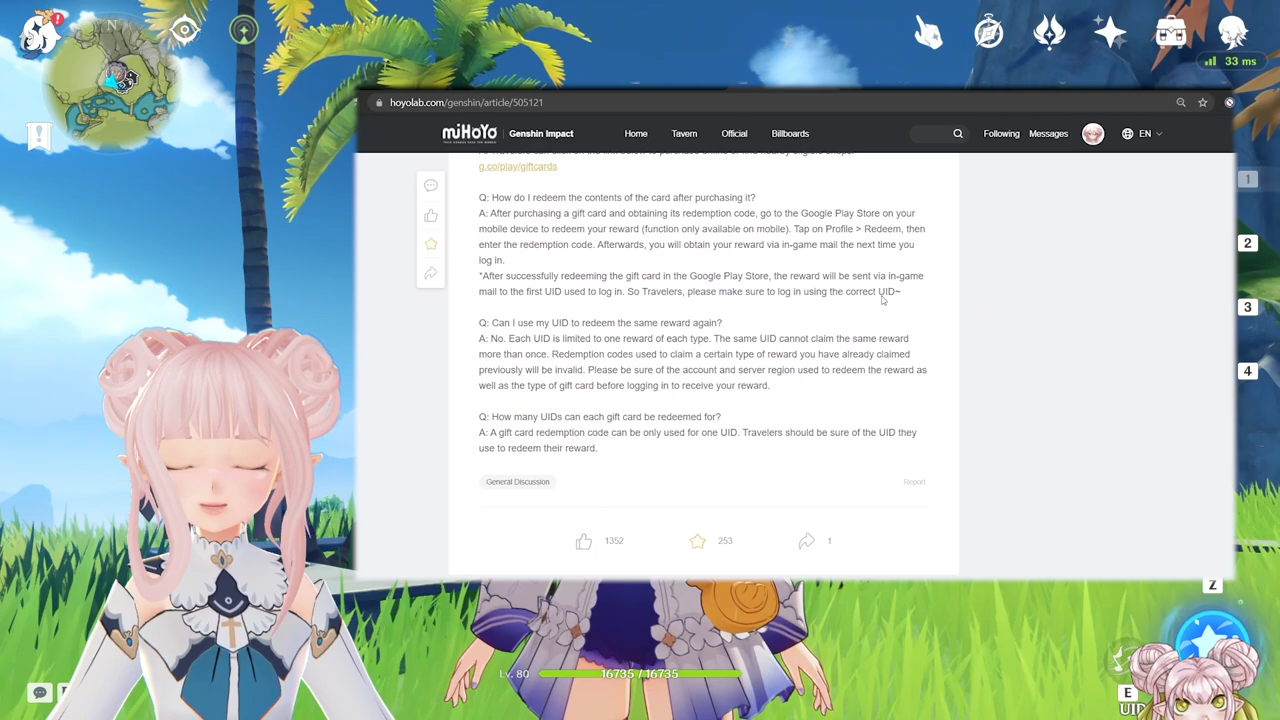 N
33 ms
hoyolab.com/genshin/article/505121
miHoYo
TECH OTAKUS SAVE THE WORLD
Genshin Impact
Home
Tavern
Official
Billboards
Following
Messages
EN
g.co/play/giftcards
Q: How do I redeem the contents of the card after purchasing it?
A: After purchasing a gift card and obtaining its redemption code, go to the Google Play Store on your
mobile device to redeem your reward (function only available on mobile). Tap on Profile > Redeem, then
enter the redemption code. Afterwards, you will obtain your reward via in-game mail the next time you
log in.
*After successfully redeeming the gift card in the Google Play Store, the reward will be sent via in-game
mail to the first UID used to log in. So Travelers, please make sure to log in using the correct UID~
Q: Can I use my UID to redeem the same reward again?
A: No. Each UID is limited to one reward of each type. The same UID cannot claim the same reward
more than once. Redemption codes used to claim a certain type of reward you have already claimed
previously will be invalid. Please be sure of the account and server region used to redeem the reward as
well as the type of gift card before logging in to receive your reward.
Q: How many UIDs can each gift card be redeemed for?
A: A gift card redemption code can be only used for one UID. Travelers should be sure of the UID they
use to redeem their reward.
General Discussion
Report
1352
253
1
1
2
3
4
Z
Lv. 80
16735 / 16735
E
UID